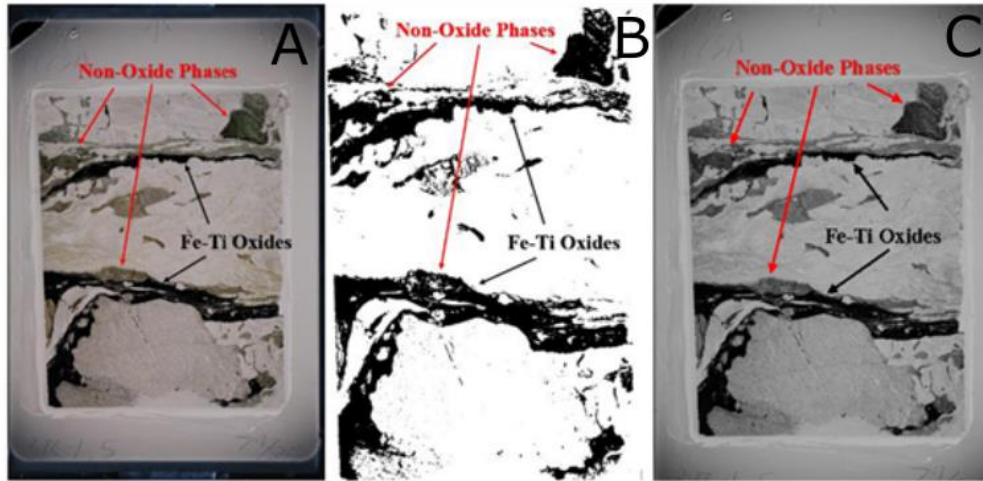 A
B
C
Non-Oxide Phases
Non-Oxide Phases
Non-Oxide Phases
Fe-Ti Oxides
Fe-Ti Oxides
Fe-Ti Oxides